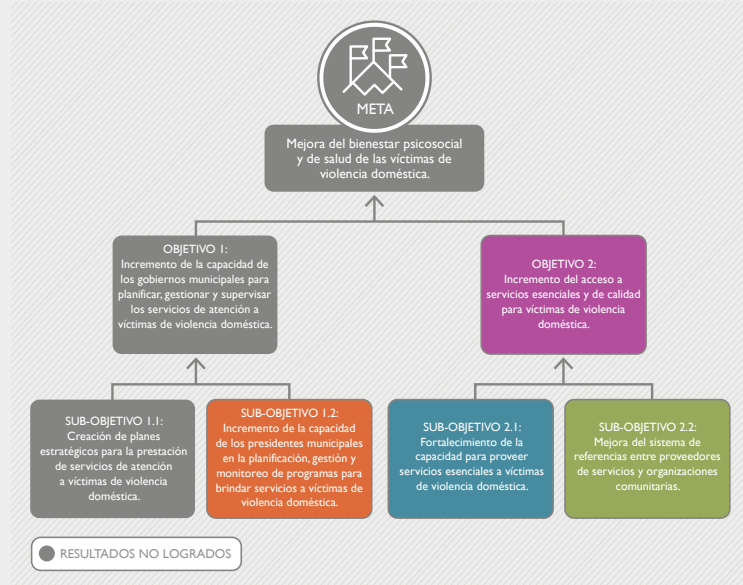 META
Mejora del bienestar psicosocial
y de salud de las víctimas de
violencia doméstica.
OBJETIVO 1:
Incremento de la capacidad de
los gobiernos municipales para
planificar, gestionar y supervisar
los servicios de atención a
víctimas de violencia doméstica.
OBJETIVO 2:
Incremento del acceso a
servicios esenciales y de calidad
para víctimas de violencia
doméstica.
SUB-OBJETIVO 1.1:
Creación de planes
estratégicos para la prestación
de servicios de atención
a víctimas de violencia
doméstica.
SUB-OBJETIVO 1.2:
Incremento de la capacidad
de los presidentes municipales
en la planificación, gestión y
monitoreo de programas para
brindar servicios a víctimas de
violencia doméstica.
SUB-OBJETIVO 2.1:
Fortalecimiento de la
capacidad para proveer
servicios esenciales a víctimas
de violencia doméstica.
SUB-OBJETIVO 2.2:
Mejora del sistema de
referencias entre proveedores
de servicios y organizaciones
comunitarias.
RESULTADOS NO LOGRADOS